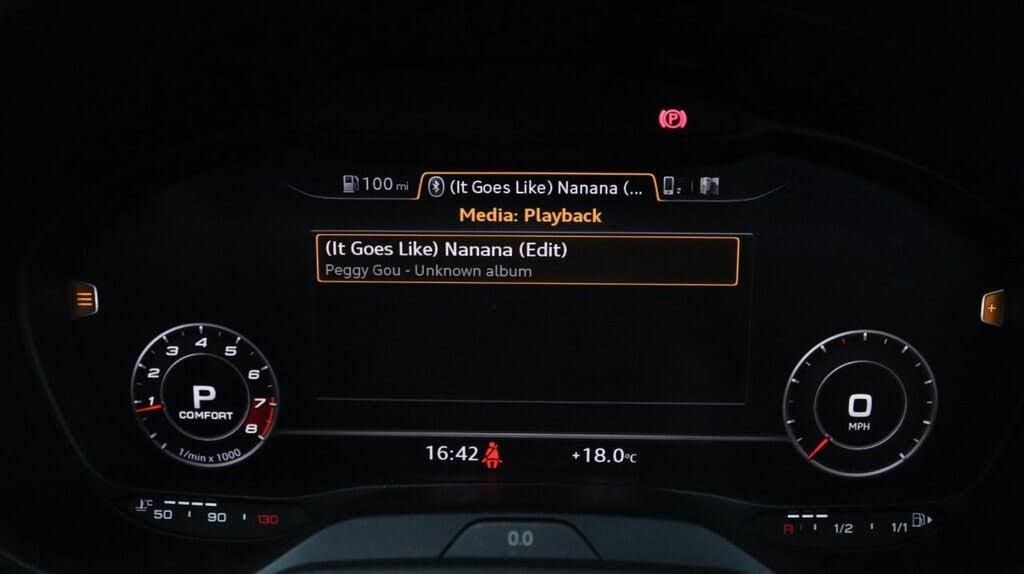 P
100 mi
(It Goes Like) Nanana (...
Media: Playback
(It Goes Like) Nanana (Edit)
Peggy Gou - Unknown album
1 2 3 4 5 6 7 8
P
COMFORT
1/min x 1000
0
MPH
16:42
+18.0°C
°C
50 90 130
R 1/2 1/1
0.0